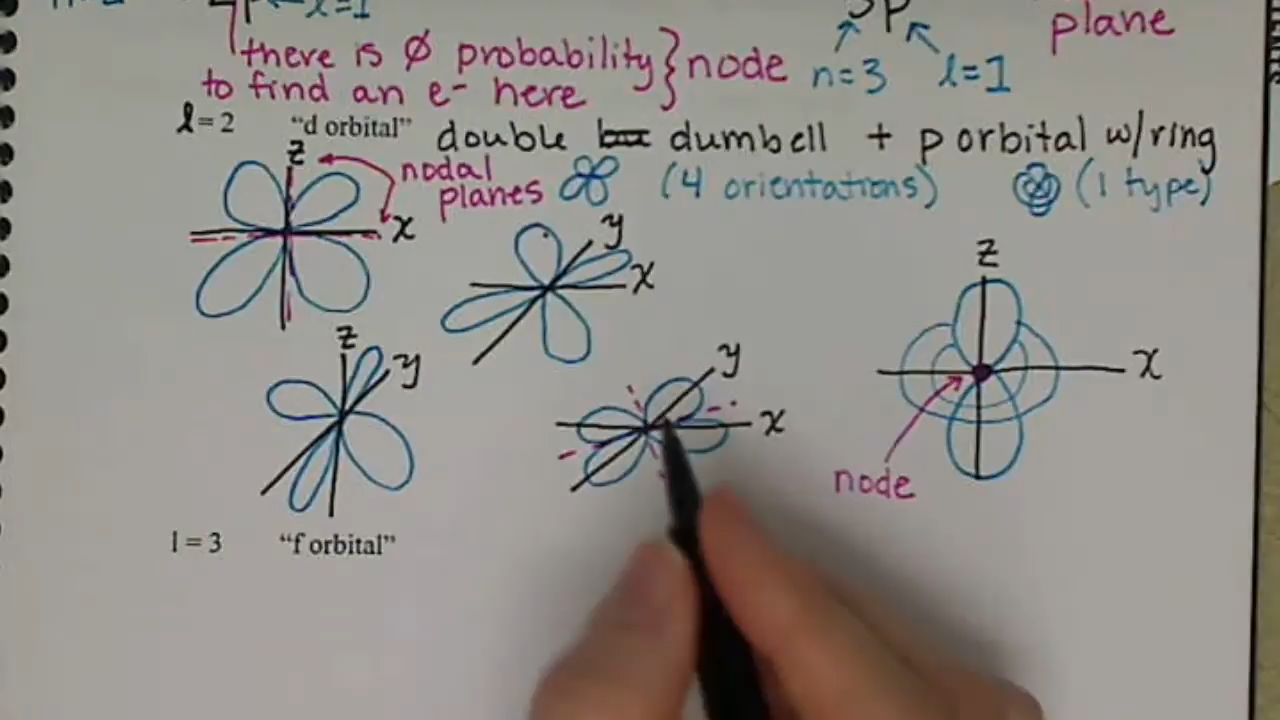 l=1
3p
plane
there is Ø probability } node
to find an e- here
n=3
l=1
l=2 "d orbital" double dumbell + p orbital w/ring
nodal planes
(4 orientations)
(1 type)
z
x
y
x
z
z
y
y
x
x
node
l = 3 "f orbital"